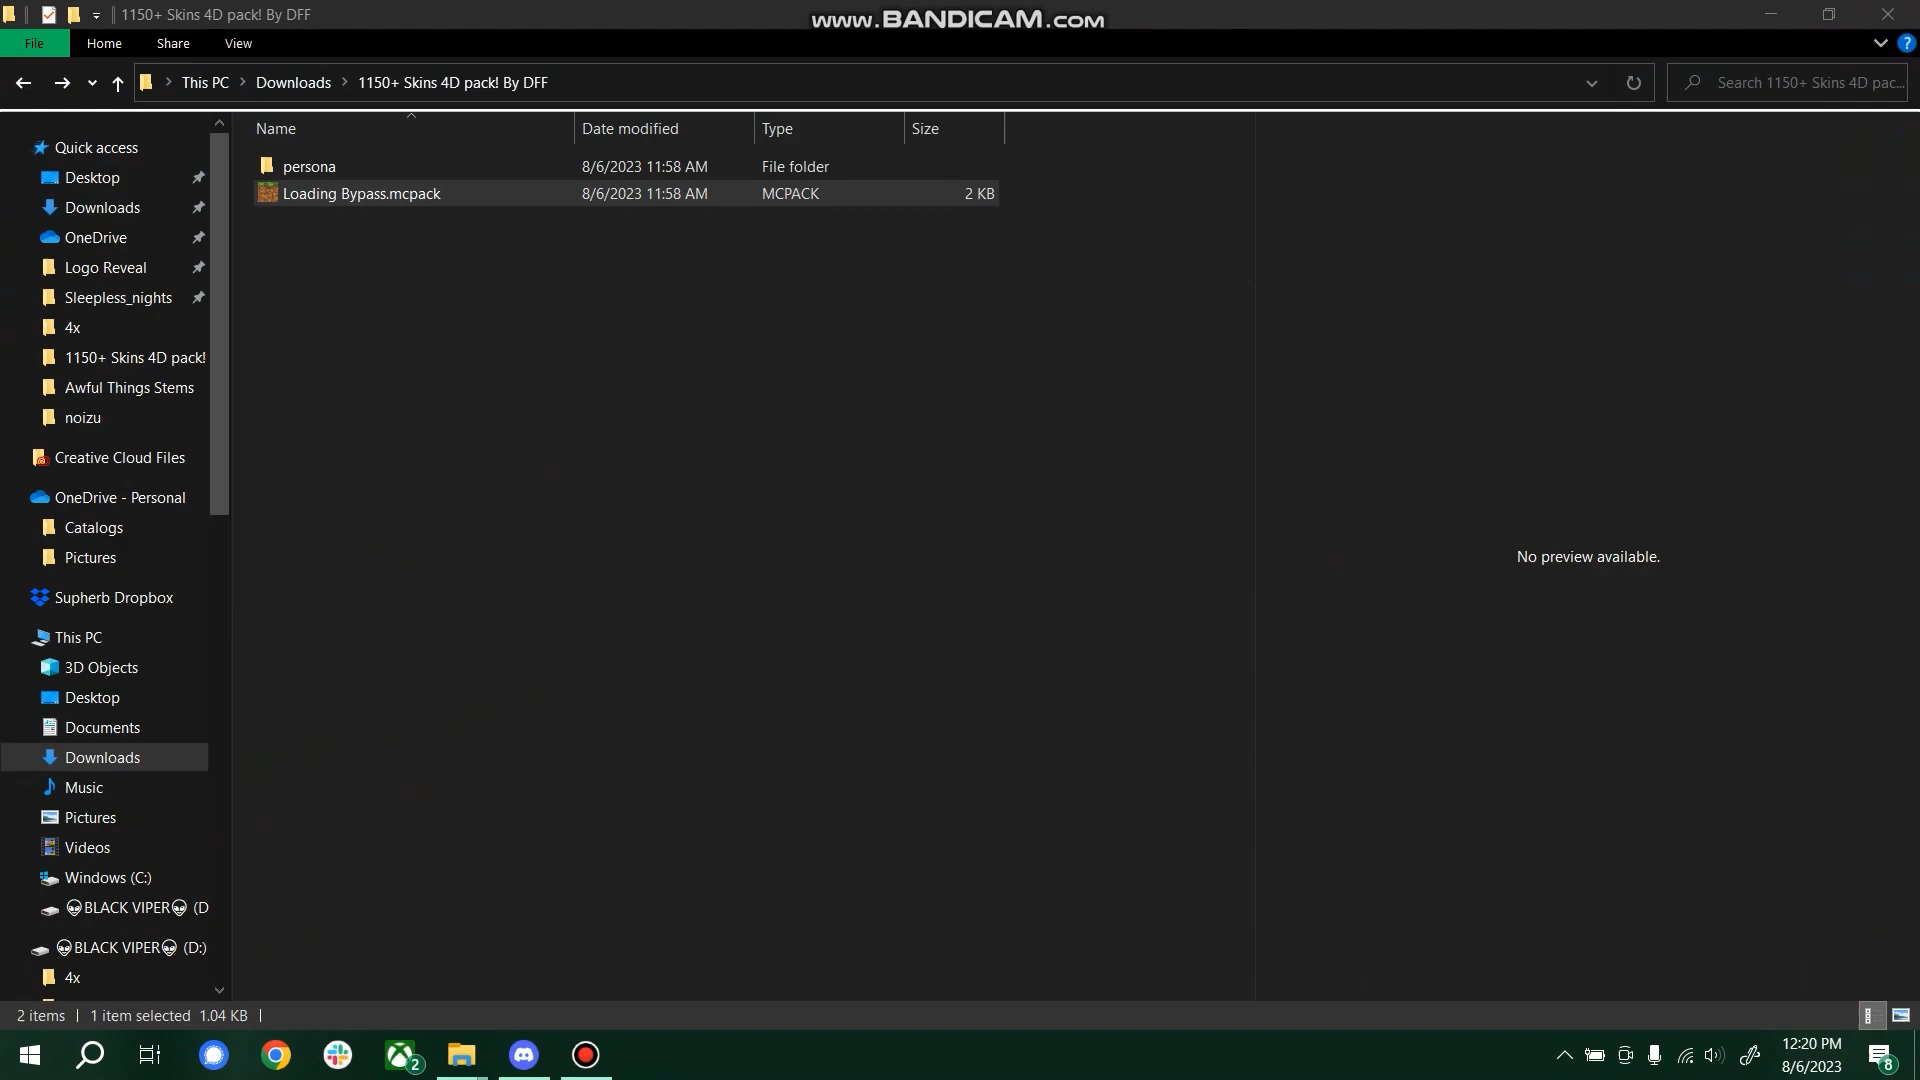 1150+ Skins 4D pack! By DFF
www.BANDICAM.com
File Home Share View
This PC Downloads 1150+ Skins 4D pack! By DFF
Search 1150+ Skins 4D pac...
Name Date modified Type Size
persona 8/6/2023 11:58 AM File folder
Loading Bypass.mcpack 8/6/2023 11:58 AM MCPACK 2 KB
Quick access
Desktop
Downloads
OneDrive
Logo Reveal
Sleepless_nights
4x
1150+ Skins 4D pack!
Awful Things Stems
noizu
Creative Cloud Files
OneDrive - Personal
Catalogs
Pictures
Supherb Dropbox
This PC
3D Objects
Desktop
Documents
Downloads
Music
Pictures
Videos
Windows (C:)
👽BLACK VIPER👽 (D
👽BLACK VIPER👽 (D:)
4x
No preview available.
2 items 1 item selected 1.04 KB
2
12:20 PM
8/6/2023
8